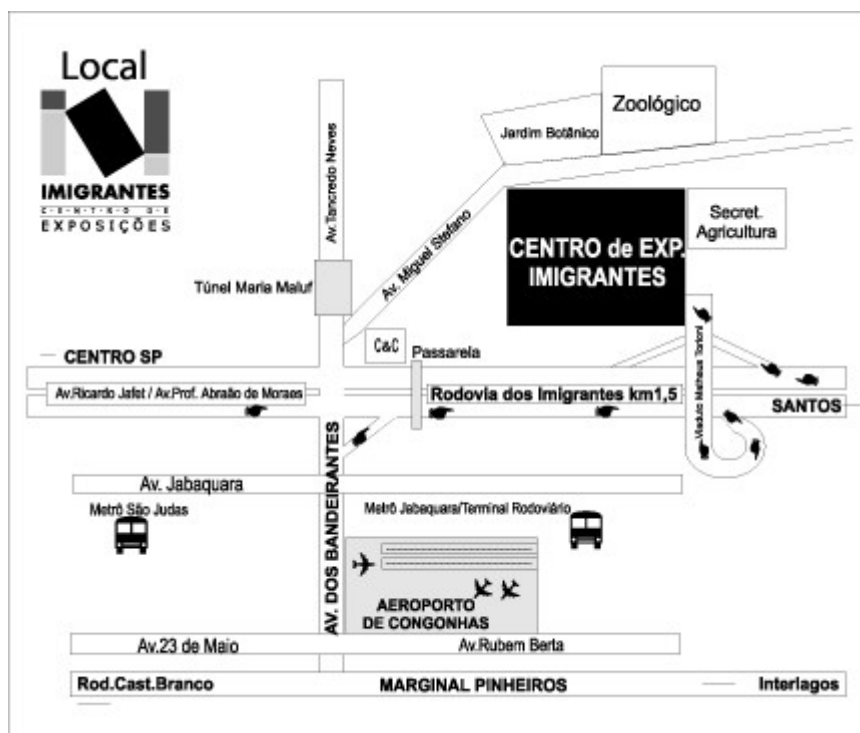 Local
IMIGRANTES
CENTRO DE
EXPOSIÇÕES
Av.Tancredo Neves
Zoológico
Jardim Botânico
Av. Miguel Stefano
CENTRO de EXP.
IMIGRANTES
Secret.
Agricultura
Túnel Maria Maluf
C&C
Passarela
CENTRO SP
Viaduto Matheus Torloni
Av.Ricardo Jafet / Av.Prof. Abraão de Moraes
Rodovia dos Imigrantes km1,5
SANTOS
Av. Jabaquara
Metrô São Judas
Metrô Jabaquara/Terminal Rodoviário
AV. DOS BANDEIRANTES
AEROPORTO
DE CONGONHAS
Av.23 de Maio
Av.Rubem Berta
Rod.Cast.Branco
MARGINAL PINHEIROS
Interlagos